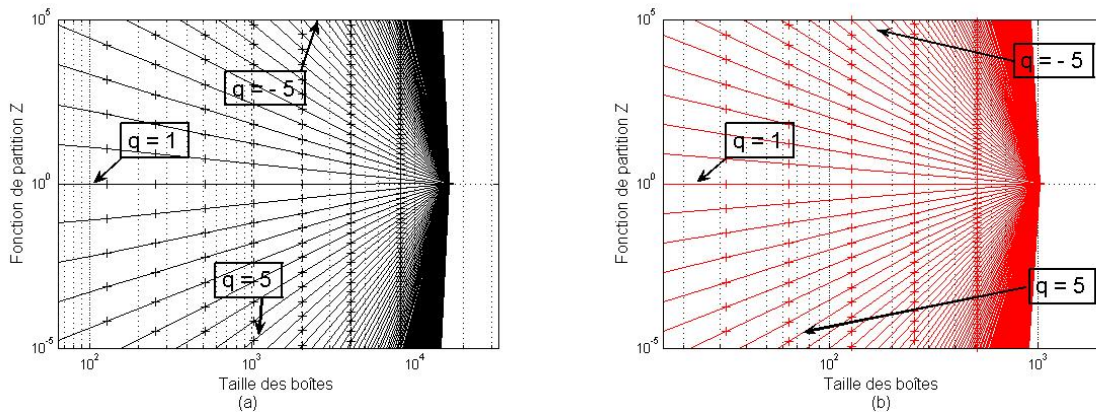 Fonction de partition Z
10^5
10^0
10^-5
q = - 5
q = 1
q = 5
10^2
10^3
10^4
Taille des boîtes
(a)
Fonction de partition Z
10^5
10^0
10^-5
q = - 5
q = 1
q = 5
10^2
10^3
Taille des boîtes
(b)